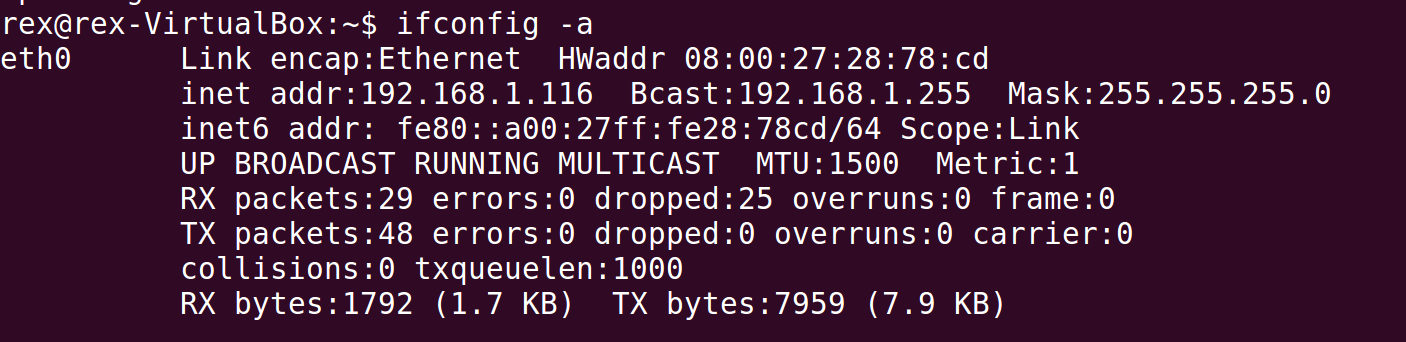 rex@rex-VirtualBox:~$ ifconfig -a
eth0      Link encap:Ethernet  HWaddr 08:00:27:28:78:cd
          inet addr:192.168.1.116  Bcast:192.168.1.255  Mask:255.255.255.0
          inet6 addr: fe80::a00:27ff:fe28:78cd/64 Scope:Link
          UP BROADCAST RUNNING MULTICAST  MTU:1500  Metric:1
          RX packets:29 errors:0 dropped:25 overruns:0 frame:0
          TX packets:48 errors:0 dropped:0 overruns:0 carrier:0
          collisions:0 txqueuelen:1000
          RX bytes:1792 (1.7 KB)  TX bytes:7959 (7.9 KB)